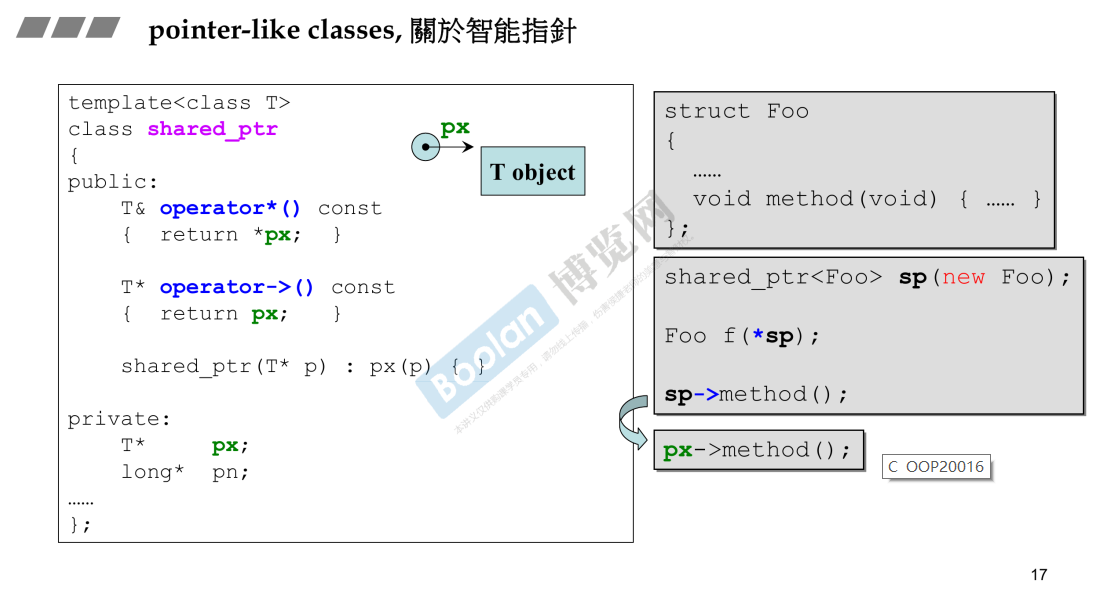 pointer-like classes, 關於智能指針
template<class T>
class shared_ptr
{
public:
T& operator*() const
{ return *px; }
T* operator->() const
{ return px; }
shared_ptr(T* p) : px(p) { }
private:
T* px;
long* pn;
……
};
px
T object
struct Foo
{
……
void method(void) { …… }
};
shared_ptr<Foo> sp(new Foo);
Foo f(*sp);
sp->method();
px->method();
C OOP20016
Boolan 博览网
17